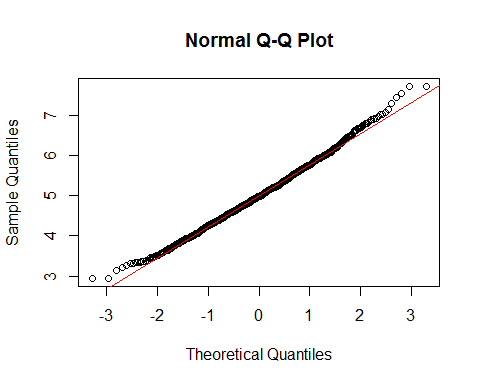 Normal Q-Q Plot
Sample Quantiles
7
6
5
4
3
-3 -2 -1 0 1 2 3
Theoretical Quantiles